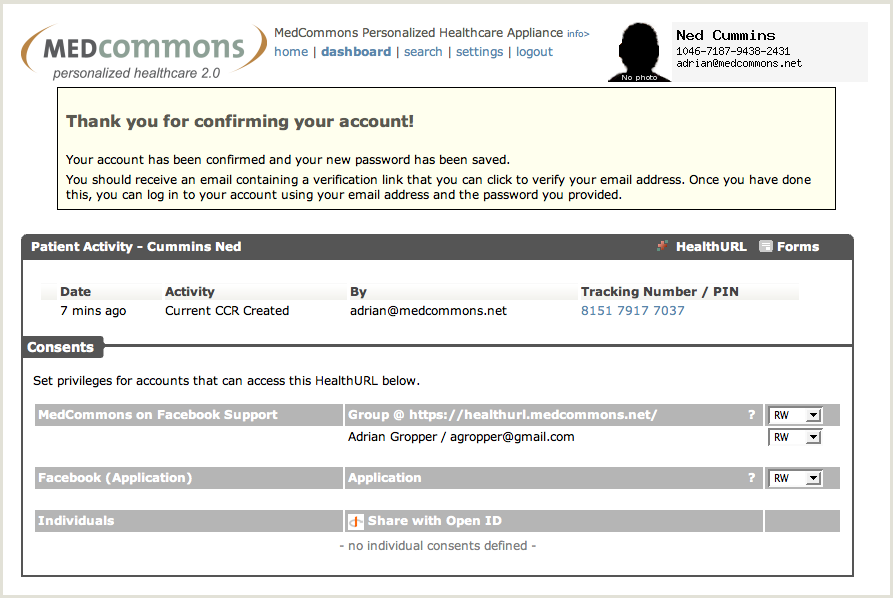 MEDcommons
personalized healthcare 2.0
MedCommons Personalized Healthcare Appliance info>
home | dashboard | search | settings | logout
No photo
Ned Cummins
1046-7187-9438-2431
adrian@medcommons.net
Thank you for confirming your account!
Your account has been confirmed and your new password has been saved.
You should receive an email containing a verification link that you can click to verify your email address. Once you have done
this, you can log in to your account using your email address and the password you provided.
Patient Activity - Cummins Ned HealthURL Forms
Date Activity By Tracking Number / PIN
7 mins ago Current CCR Created adrian@medcommons.net 8151 7917 7037
Consents
Set privileges for accounts that can access this HealthURL below.
MedCommons on Facebook Support Group @ https://healthurl.medcommons.net/ ? RW
Adrian Gropper / agropper@gmail.com RW
Facebook (Application) Application ? RW
Individuals Share with Open ID
- no individual consents defined -